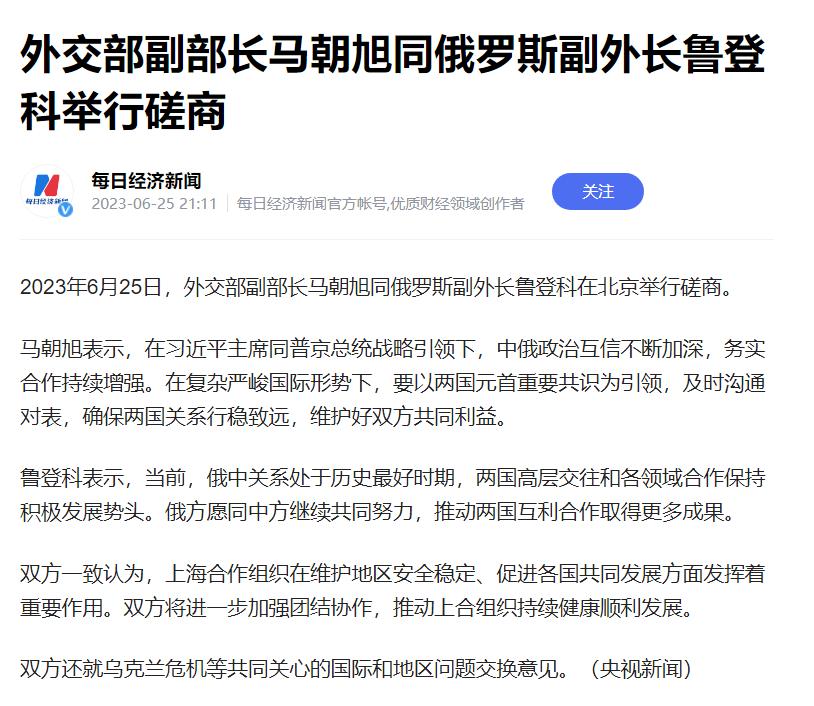 外交部副部长马朝旭同俄罗斯副外长鲁登
科举行磋商
每日经济新闻
每日经济新闻
2023-06-25 21:11 每日经济新闻官方帐号,优质财经领域创作者
关注
2023年6月25日，外交部副部长马朝旭同俄罗斯副外长鲁登科在北京举行磋商。
马朝旭表示，在习近平主席同普京总统战略引领下，中俄政治互信不断加深，务实
合作持续增强。在复杂严峻国际形势下，要以两国元首重要共识为引领，及时沟通
对表，确保两国关系行稳致远，维护好双方共同利益。
鲁登科表示，当前，俄中关系处于历史最好时期，两国高层交往和各领域合作保持
积极发展势头。俄方愿同中方继续共同努力，推动两国互利合作取得更多成果。
双方一致认为，上海合作组织在维护地区安全稳定、促进各国共同发展方面发挥着
重要作用。双方将进一步加强团结协作，推动上合组织持续健康顺利发展。
双方还就乌克兰危机等共同关心的国际和地区问题交换意见。（央视新闻）